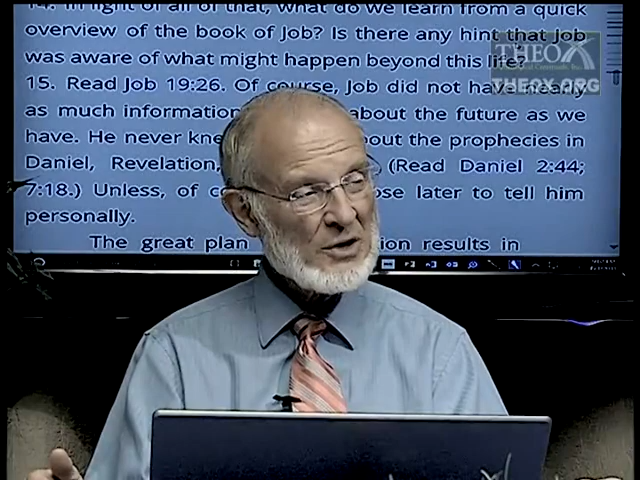 14. In light of all of that, what do we learn from a quick
overview of the book of Job? Is there any hint that Job
was aware of what might happen beyond this life?
15. Read Job 19:26. Of course, Job did not have nearly
as much information about the future as we
have. He never about the prophecies in
Daniel, Revelation, (Read Daniel 2:44;
7:18.) Unless, of later to tell him
personally.
The great plan results in
THEOX
THEOX.ORG